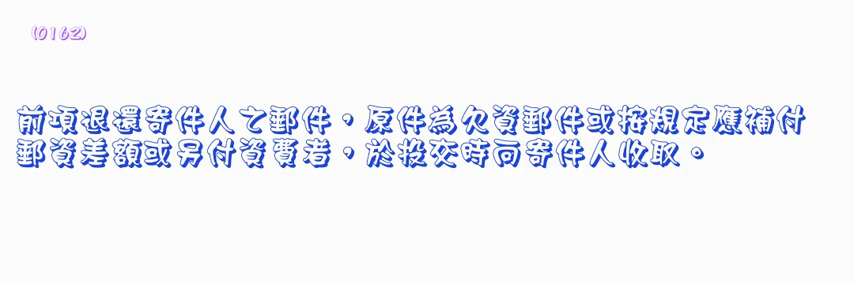 (0162)
前項退還寄件人之郵件，原件為欠資郵件或按規定應補付
郵資差額或另付資費者，於投交時向寄件人收取。